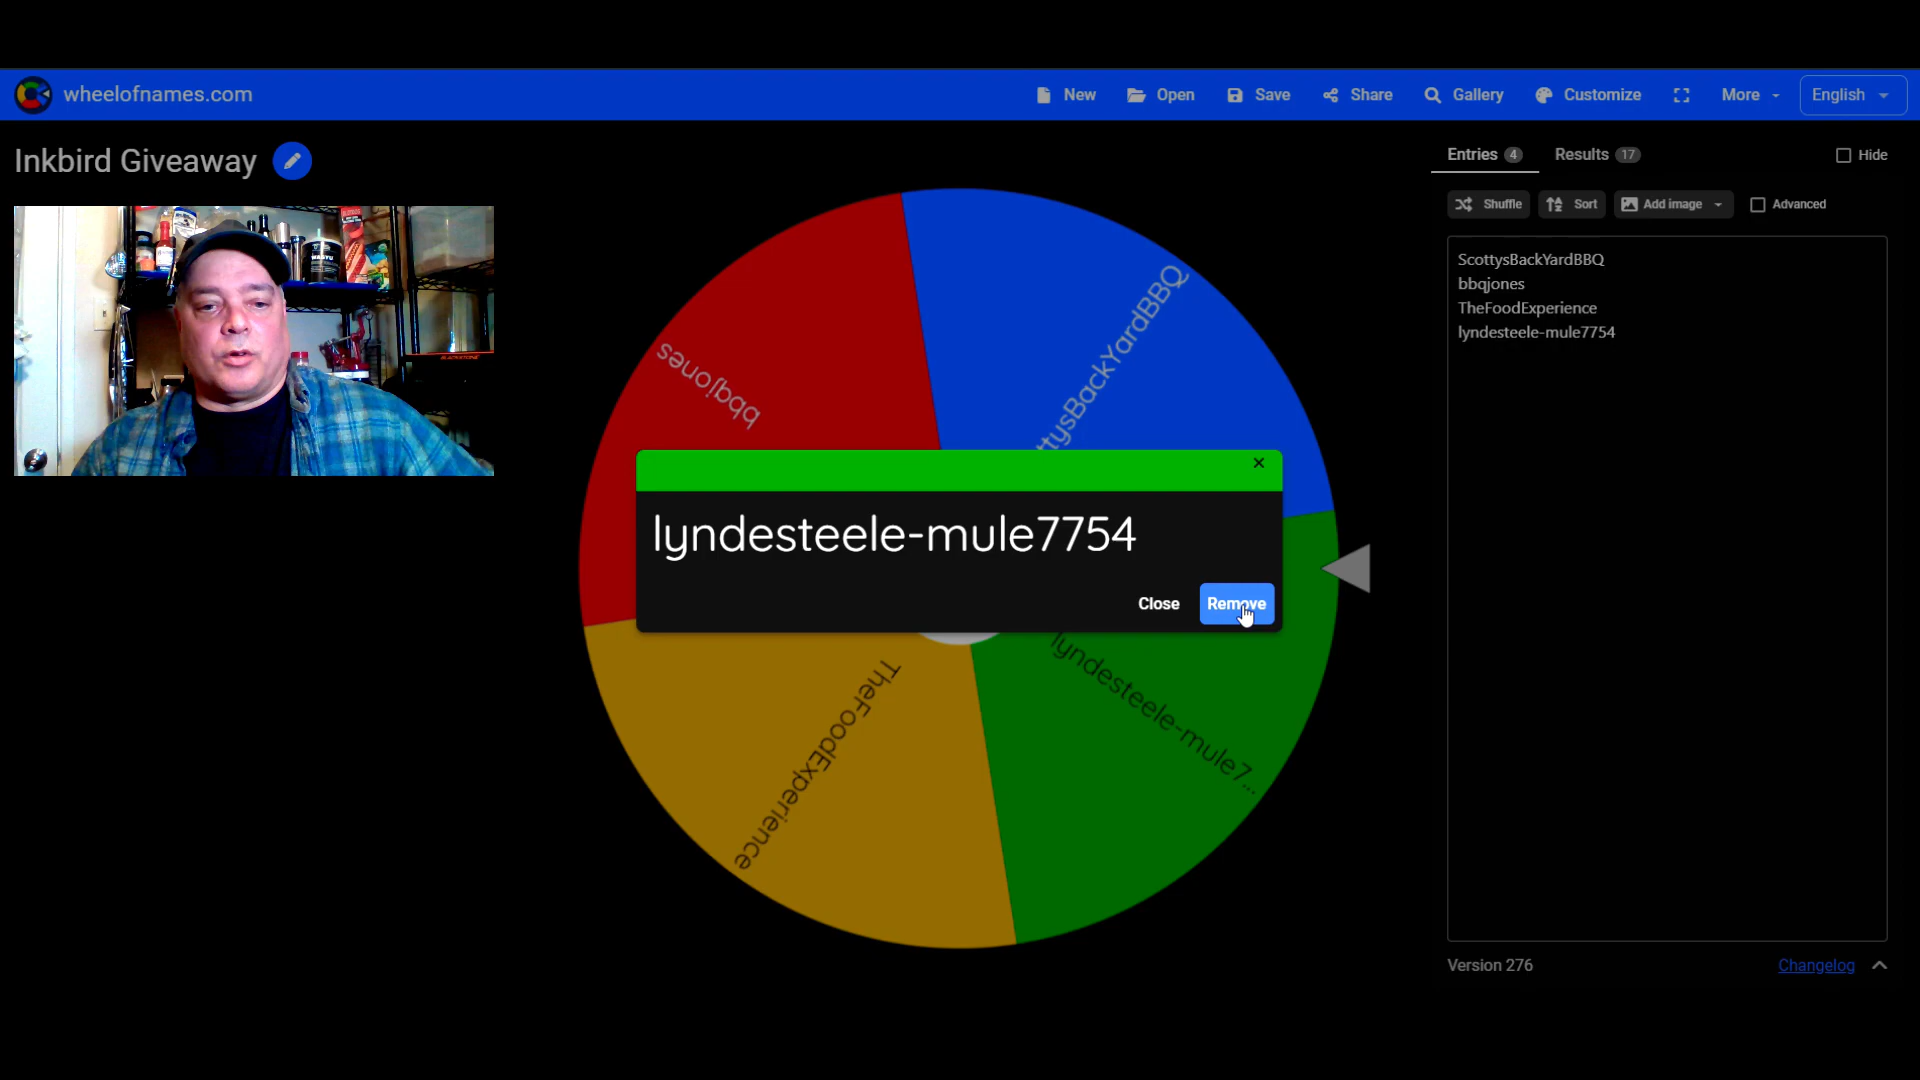 wheelofnames.com
New
Open
Save
Share
Gallery
Customize
More
English
Inkbird Giveaway
Entries 4
Results 17
Hide
Shuffle
Sort
Add image
Advanced
ScottysBackYardBBQ
bbqjones
TheFoodExperience
lyndesteele-mule7754
bbqjones
ttysBackYardBBQ
lyndesteele-mule7754
Close
Remove
TheFoodExperience
lyndesteele-mule7...
Version 276
Changelog